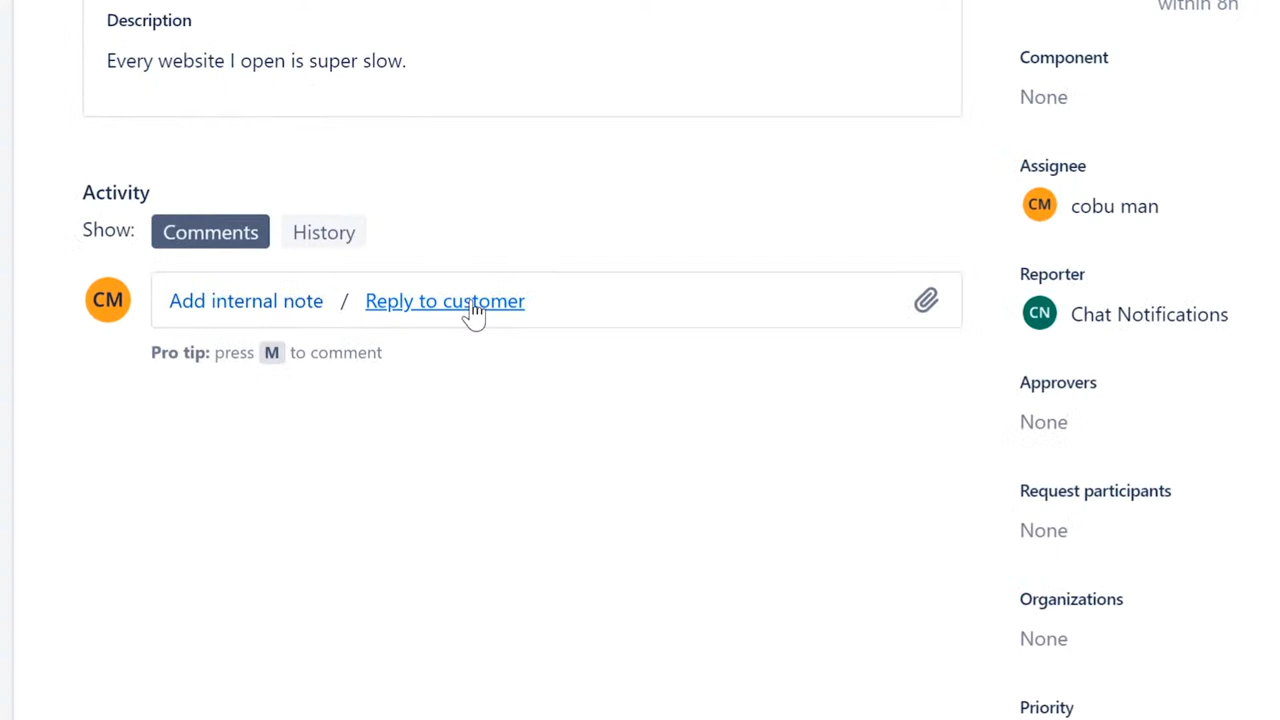 within 8h
Description
Every website I open is super slow.
Component
None
Assignee
CM cobu man
Activity
Show: Comments History
Reporter
CN Chat Notifications
CM Add internal note / Reply to customer
Pro tip: press M to comment
Approvers
None
Request participants
None
Organizations
None
Priority